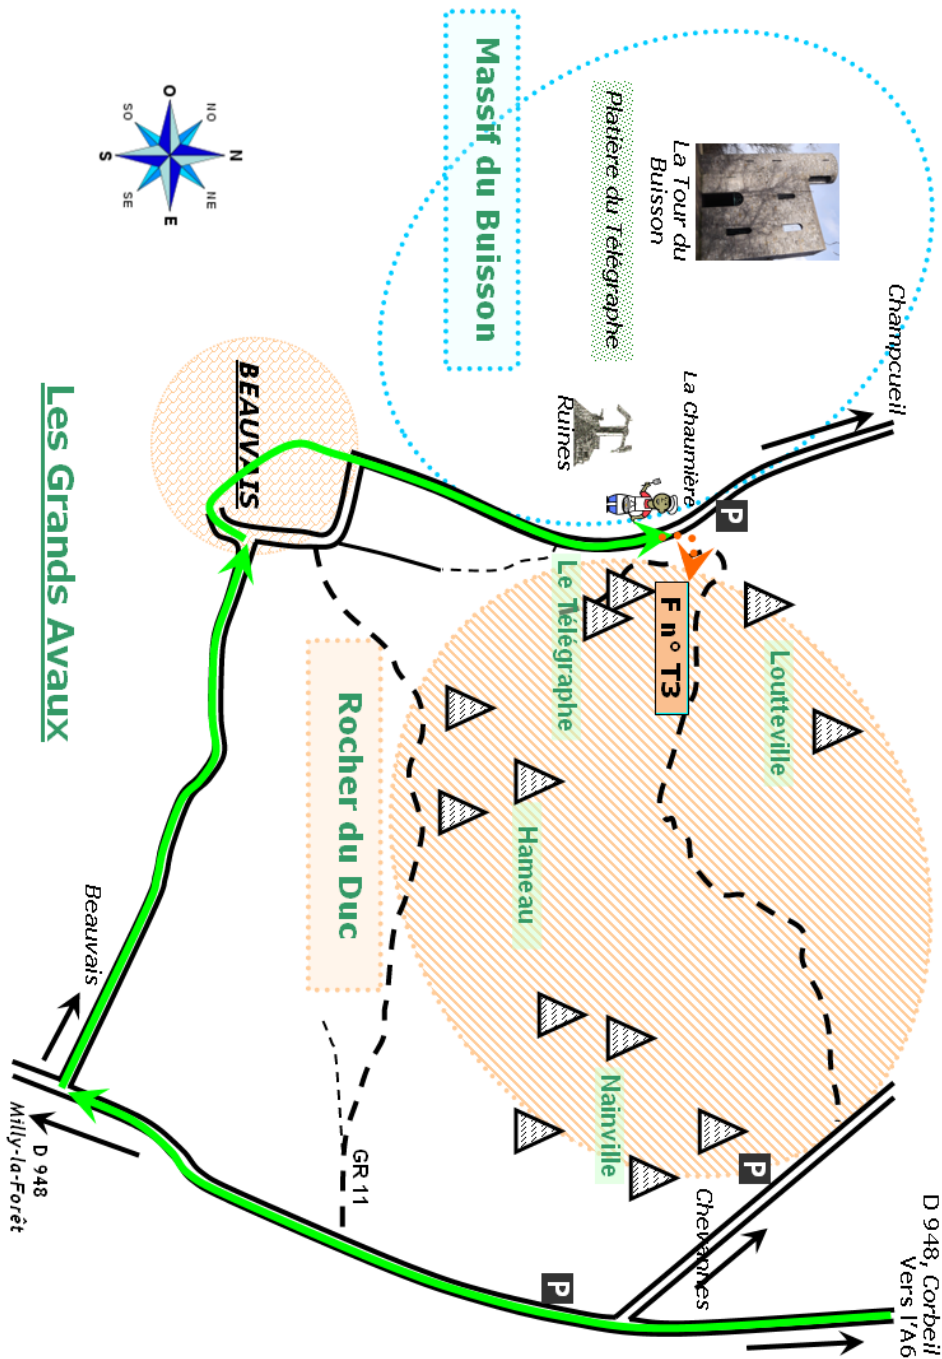 Les Grands Avaux
Massif du Buisson
Platière du Télégraphe
La Tour du
Buisson
Champcueil
La Chaumière
Ruines
P
BEAUVAIS
N
NE
E
SE
S
SO
O
NO
F n° T3
Le Télégraphe
Loutteville
Hameau
Rocher du Duc
Nainville
P
Chevannes
GR 11
P
Beauvais
D 948
Milly-la-Forêt
D 948, Corbeil
Vers l'A6